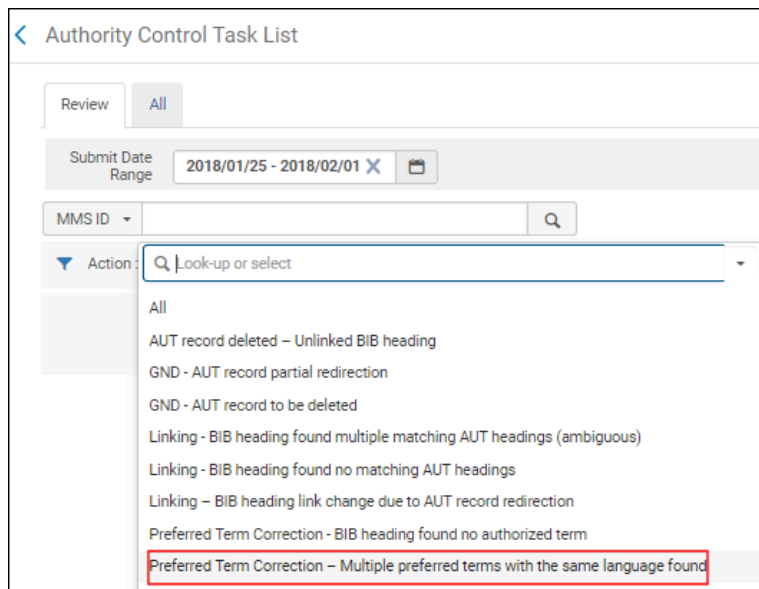 Authority Control Task List
Review
All
Submit Date
Range
2018/01/25 - 2018/02/01
MMS ID
Action :
Look-up or select
All
AUT record deleted – Unlinked BIB heading
GND - AUT record partial redirection
GND - AUT record to be deleted
Linking - BIB heading found multiple matching AUT headings (ambiguous)
Linking - BIB heading found no matching AUT headings
Linking – BIB heading link change due to AUT record redirection
Preferred Term Correction - BIB heading found no authorized term
Preferred Term Correction – Multiple preferred terms with the same language found